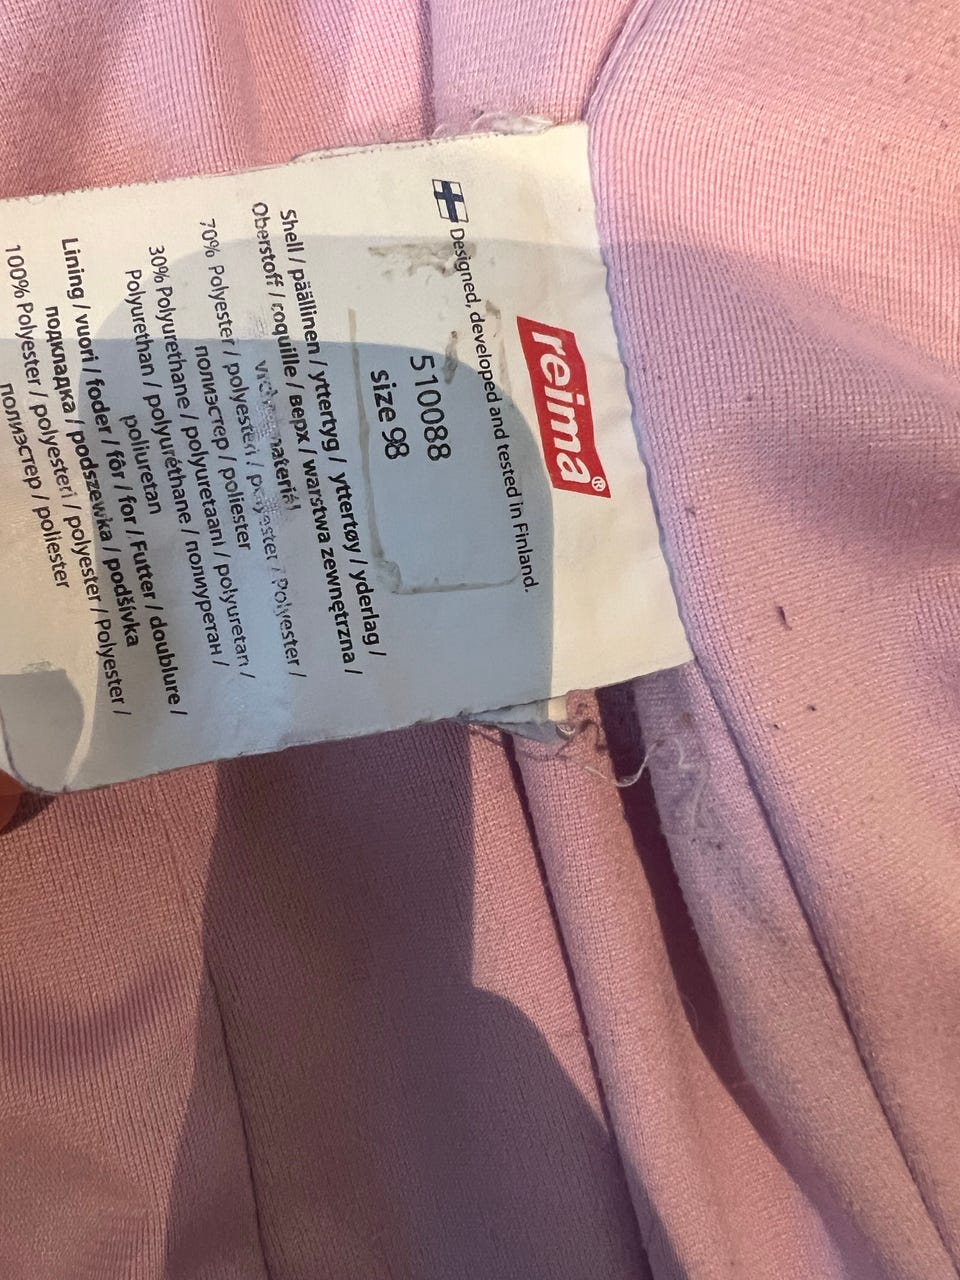 reima®
Designed, developed and tested in Finland.
510088
size 98
Shell / päällinen / yttertyg / yttertøy / yderlag /
Oberstoff / coquille / верх / warstwa zewnętrzna /
materiál
70% Polyester / polyesteri / polyester / Polyester /
полиэстер / poliester
30% Polyurethane / polyuretaani / polyuretan /
Polyurethan / polyuréthane / полиуретан /
poliuretan
Lining / vuori / foder / fôr / for / Futter / doublure /
подкладка / podszewka / podšívka
100% Polyester / polyesteri / polyester / Polyester /
полиэстер / poliester